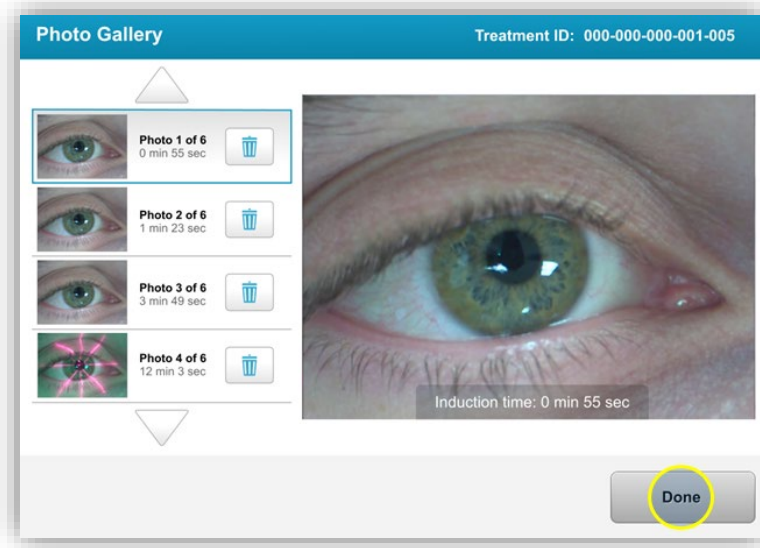 Photo Gallery
Treatment ID: 000-000-000-001-005
Photo 1 of 6
0 min 55 sec
Photo 2 of 6
1 min 23 sec
Photo 3 of 6
3 min 49 sec
Photo 4 of 6
12 min 3 sec
Induction time: 0 min 55 sec
Done